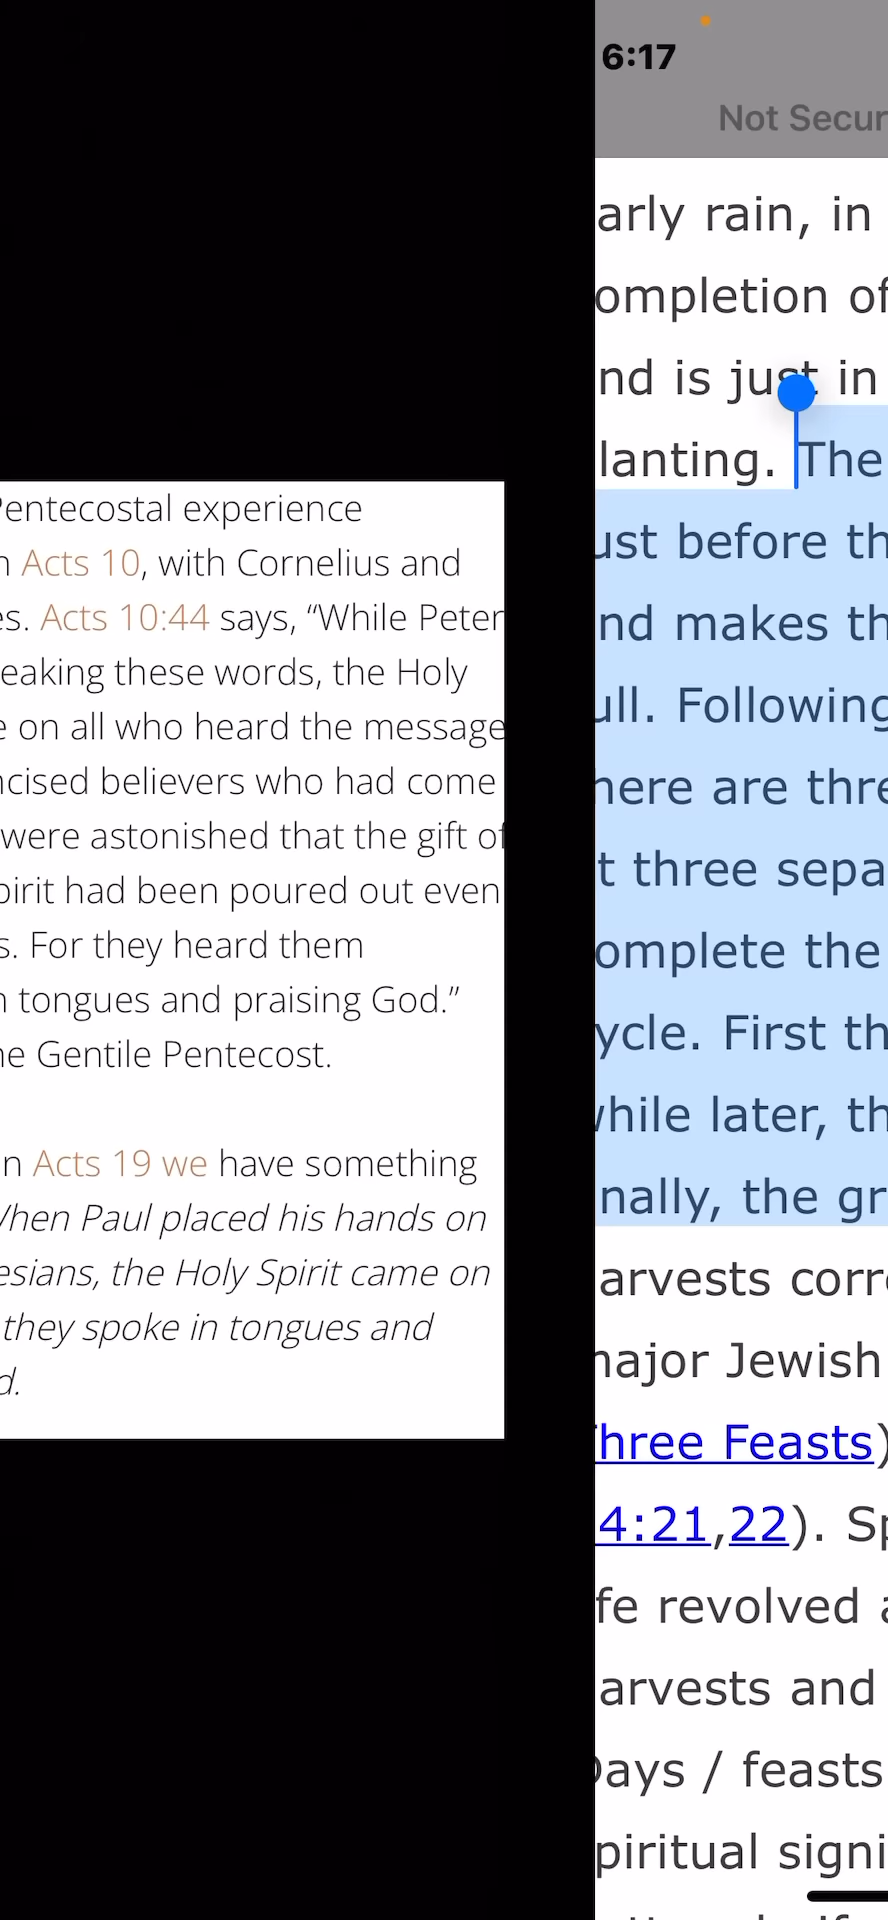 Pentecostal experience
n Acts 10, with Cornelius and
es. Acts 10:44 says, “While Peter
eaking these words, the Holy
e on all who heard the message
ncised believers who had come
were astonished that the gift of
pirit had been poured out even
s. For they heard them
n tongues and praising God.”
he Gentile Pentecost.
n Acts 19 we have something
When Paul placed his hands on
esians, the Holy Spirit came on
they spoke in tongues and
d.
6:17
Not Secur
arly rain, in
ompletion of
nd is just in
lanting. The
ust before th
nd makes th
ull. Following
here are thre
t three sepa
omplete the
ycle. First th
while later, th
nally, the gr
arvests corre
major Jewish
Three Feasts)
4:21,22). Sp
fe revolved a
arvests and
Days / feasts
piritual signi